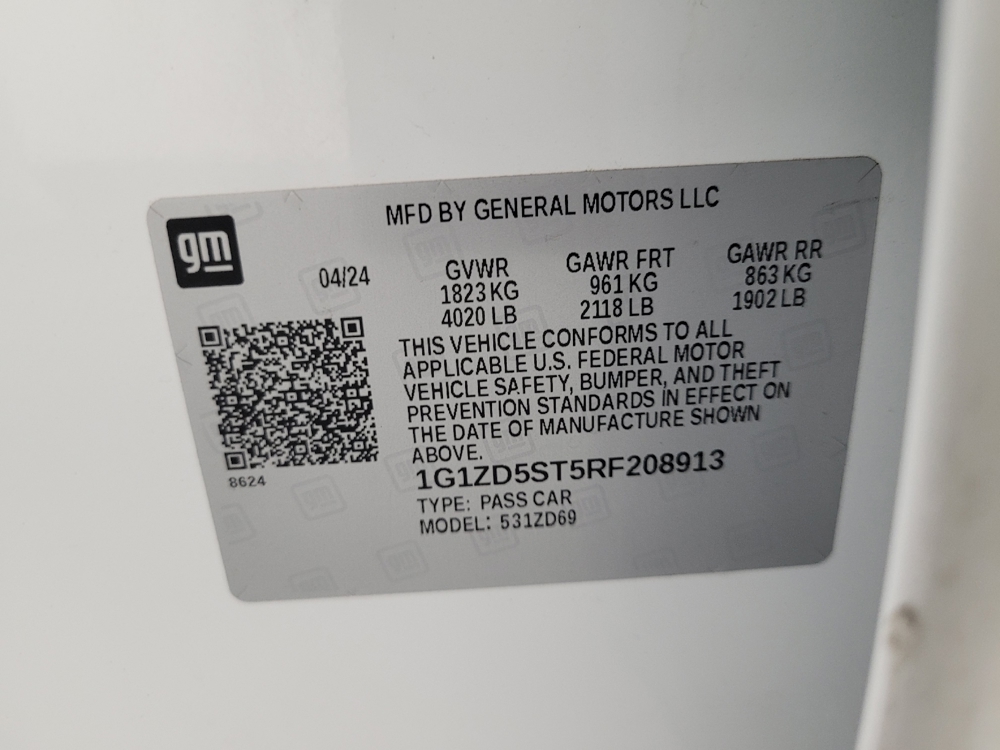 MFD BY GENERAL MOTORS LLC
gm
04/24
GVWR
1823 KG
4020 LB
GAWR FRT
961 KG
2118 LB
GAWR RR
863 KG
1902 LB
THIS VEHICLE CONFORMS TO ALL
APPLICABLE U.S. FEDERAL MOTOR
VEHICLE SAFETY, BUMPER, AND THEFT
PREVENTION STANDARDS IN EFFECT ON
THE DATE OF MANUFACTURE SHOWN
ABOVE.
8624
1G1ZD5ST5RF208913
TYPE: PASS CAR
MODEL: 531ZD69